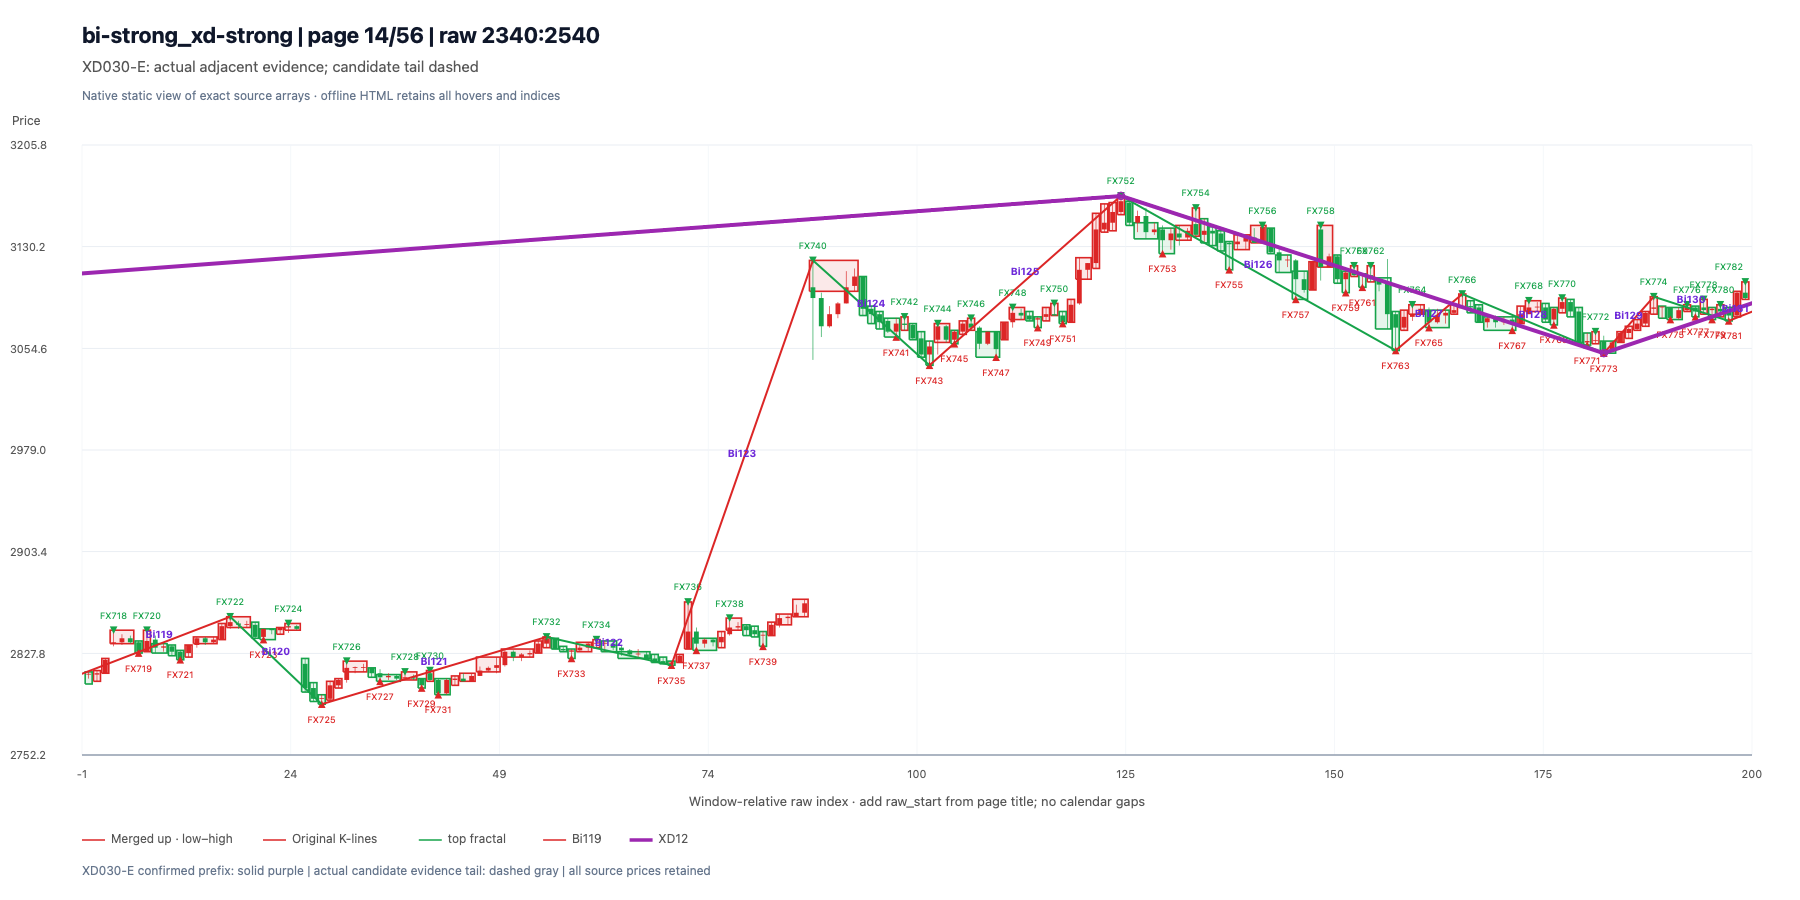 bi-strong_xd-strong | page 14/56 | raw 2340:2540
XD030-E: actual adjacent evidence; candidate tail dashed
Native static view of exact source arrays · offline HTML retains all hovers and indices
Price
3205.8
3130.2
3054.6
2979.0
2903.4
2827.8
2752.2
FX752
FX754
FX756
FX758
FX740
FX762
FX782
FX753
Bi125
Bi126
FX755
FX742
Bi124
FX744
FX746
FX748
FX750
FX757
FX759
FX761
FX764
FX766
FX768
FX770
FX772
FX774
FX778
FX780
FX741
FX743
FX745
FX747
FX749
FX751
FX763
FX765
FX767
FX771
FX773
FX781
Bi123
FX736
FX718 FX720
FX722
FX724
Bi119
FX719
FX721
Bi120
FX726
FX728
FX730
Bi121
FX732
FX734
Bi122
FX738
FX725
FX727
FX729
FX731
FX733
FX735
FX737
FX739
-1
24
49
74
100
125
150
175
200
Window-relative raw index · add raw_start from page title; no calendar gaps
Merged up · low–high
Original K-lines
top fractal
Bi119
XD12
XD030-E confirmed prefix: solid purple | actual candidate evidence tail: dashed gray | all source prices retained